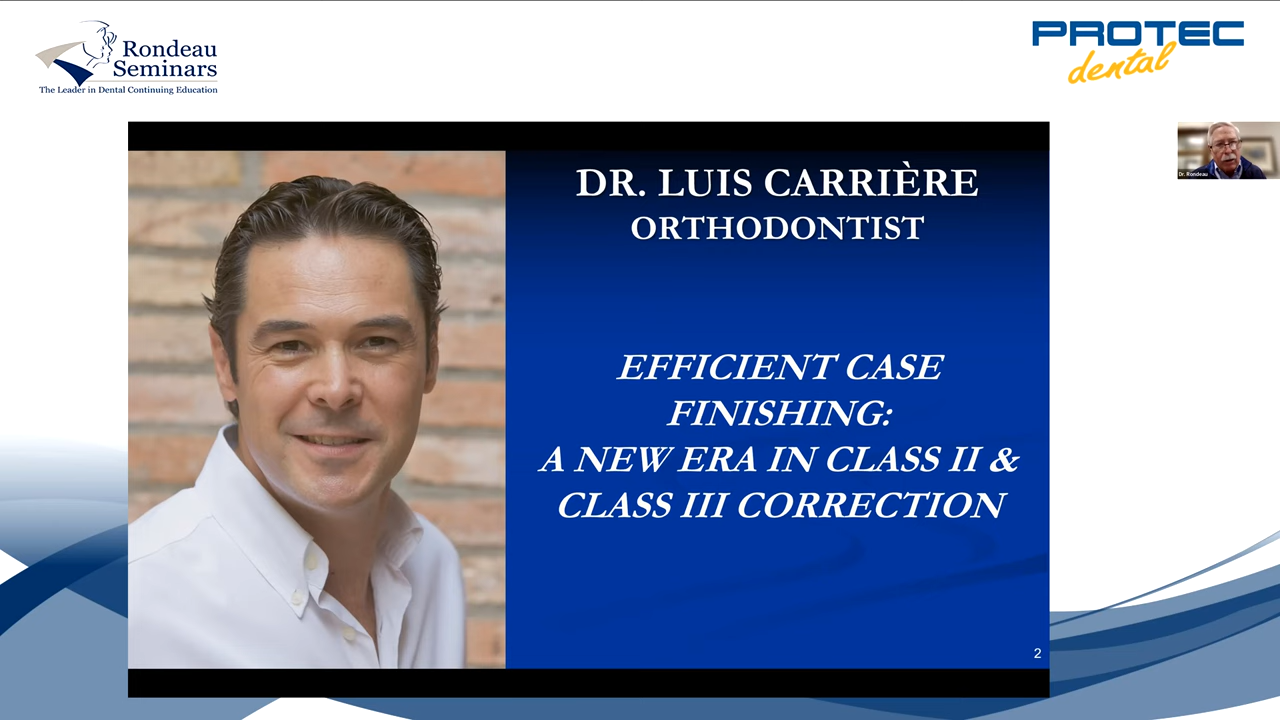 Rondeau
Seminars
The Leader in Dental Continuing Education
PROTEC
dental
DR. LUIS CARRIÈRE
ORTHODONTIST
EFFICIENT CASE
FINISHING:
A NEW ERA IN CLASS II &
CLASS III CORRECTION
2
Dr. Rondeau